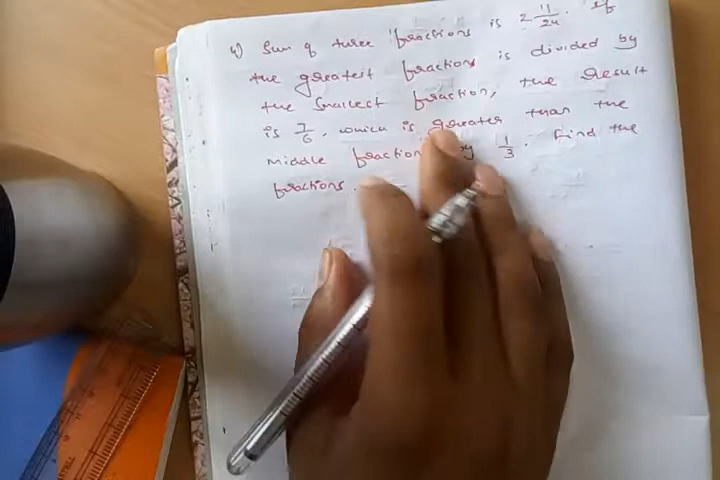 4) Sum of three fractions is 2 11/24. If
the greatest fraction is divided by
the smallest fraction, the result
is 7/6, which is greater than the
middle fraction by 1/3. Find the
fractions.